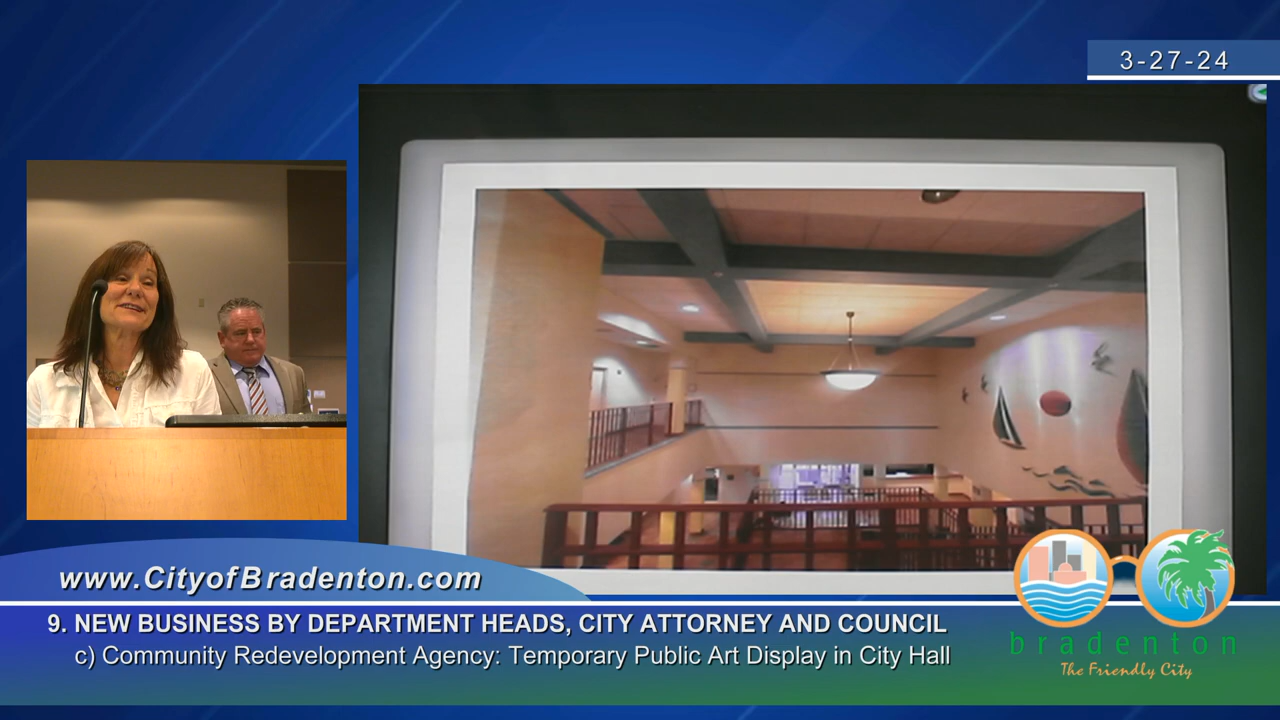 3-27-24
www.CityofBradenton.com
9. NEW BUSINESS BY DEPARTMENT HEADS, CITY ATTORNEY AND COUNCIL
c) Community Redevelopment Agency: Temporary Public Art Display in City Hall
bradenton
The Friendly City